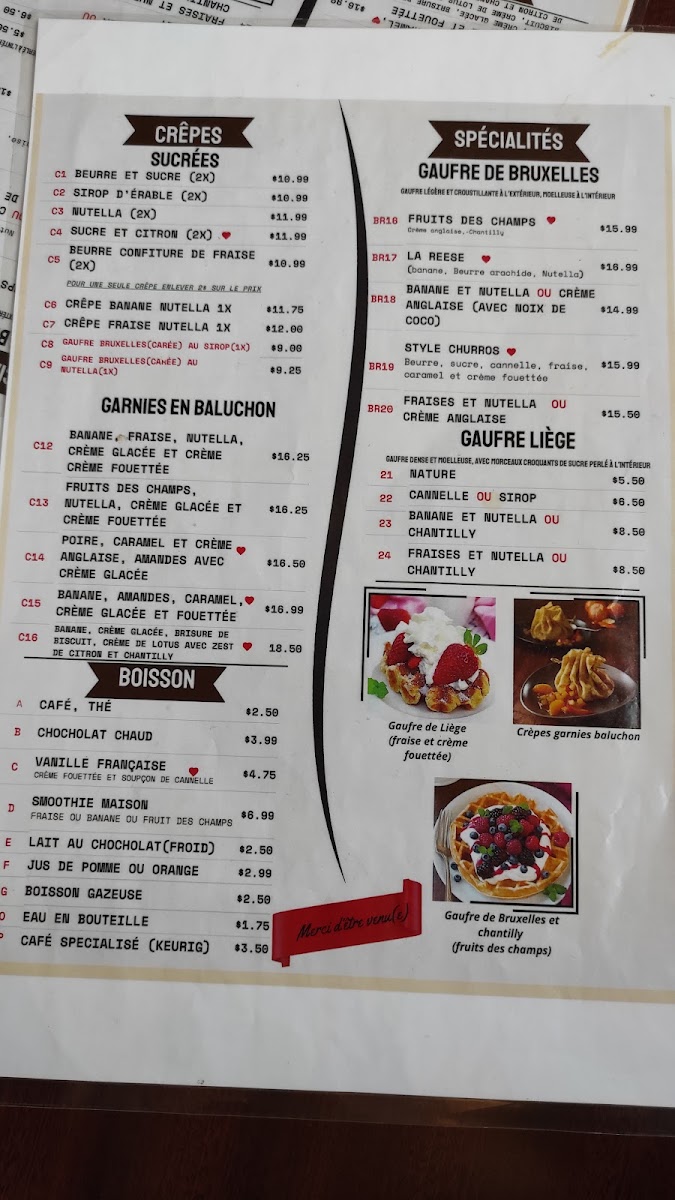 CRÊPES
SUCRÉES
C1 BEURRE ET SUCRE (2X) $10.99
C2 SIROP D'ÉRABLE (2X) $10.99
C3 NUTELLA (2X) $11.99
C4 SUCRE ET CITRON (2X) ♥ $11.99
C5 BEURRE CONFITURE DE FRAISE
(2X) $10.99
POUR UNE SEULE CRÊPE ENLEVER 2$ SUR LE PRIX
C6 CRÊPE BANANE NUTELLA 1X $11.75
C7 CRÊPE FRAISE NUTELLA 1X $12.00
C8 GAUFRE BRUXELLES(CARÉE) AU SIROP(1X) $9.00
C9 GAUFRE BRUXELLES(CARÉE) AU
NUTELLA(1X) $9.25
GARNIES EN BALUCHON
C12 BANANE, FRAISE, NUTELLA,
CRÈME GLACÉE ET CRÈME
CRÈME FOUETTÉE $16.25
C13 FRUITS DES CHAMPS,
NUTELLA, CRÈME GLACÉE ET
CRÈME FOUETTÉE $16.25
C14 POIRE, CARAMEL ET CRÈME
ANGLAISE, AMANDES AVEC ♥
CRÈME GLACÉE $16.50
C15 BANANE, AMANDES, CARAMEL, ♥
CRÈME GLACÉE ET FOUETTÉE $16.99
C16 BANANE, CRÈME GLACÉE, BRISURE DE
BISCUIT, CRÈME DE LOTUS AVEC ZEST ♥
DE CITRON ET CHANTILLY 18.50
BOISSON
A CAFÉ, THÉ $2.50
B CHOCHOLAT CHAUD $3.99
C VANILLE FRANÇAISE ♥ $4.75
CRÈME FOUETTÉE ET SOUPÇON DE CANNELLE
D SMOOTHIE MAISON $6.99
FRAISE OU BANANE OU FRUIT DES CHAMPS
E LAIT AU CHOCHOLAT(FROID) $2.50
F JUS DE POMME OU ORANGE $2.99
G BOISSON GAZEUSE $2.50
O EAU EN BOUTEILLE $1.75
P CAFÉ SPECIALISÉ (KEURIG) $3.50
SPÉCIALITÉS
GAUFRE DE BRUXELLES
GAUFRE LÉGÈRE ET CROUSTILLANTE À L'EXTÉRIEUR, MOELLEUSE À L'INTÉRIEUR
BR16 FRUITS DES CHAMPS ♥ $15.99
Crème anglaise,-Chantilly
BR17 LA REESE ♥ $16.99
(banane, Beurre arachide, Nutella)
BR18 BANANE ET NUTELLA OU CRÈME
ANGLAISE (AVEC NOIX DE $14.99
COCO)
STYLE CHURROS ♥
BR19 Beurre, sucre, cannelle, fraise, $15.99
caramel et crème fouettée
BR20 FRAISES ET NUTELLA OU
CRÈME ANGLAISE $15.50
GAUFRE LIÈGE
GAUFRE DENSE ET MOELLEUSE, AVEC MORCEAUX CROQUANTS DE SUCRE PERLÉ À L'INTÉRIEUR
21 NATURE $5.50
22 CANNELLE OU SIROP $6.50
23 BANANE ET NUTELLA OU
CHANTILLY $8.50
24 FRAISES ET NUTELLA OU
CHANTILLY $8.50
Gaufre de Liège
(fraise et crème
fouettée)
Crèpes garnies baluchon
Gaufre de Bruxelles et
chantilly
(fruits des champs)
Merci d'être venu(e)